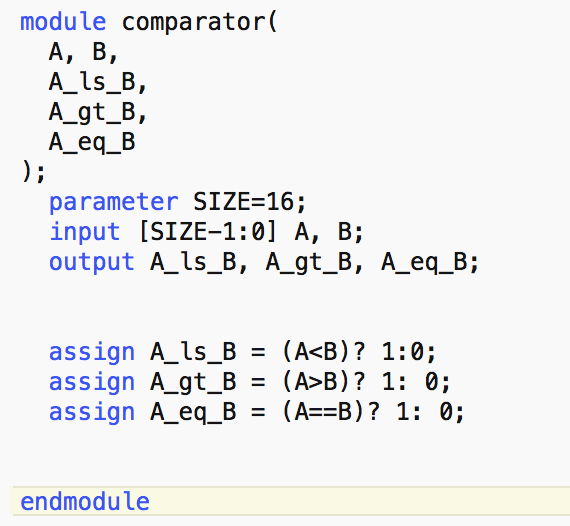 module comparator(
A, B,
A_ls_B,
A_gt_B,
A_eq_B
);
parameter SIZE=16;
input [SIZE-1:0] A, B;
output A_ls_B, A_gt_B, A_eq_B;
assign A_ls_B = (A<B)? 1:0;
assign A_gt_B = (A>B)? 1: 0;
assign A_eq_B = (A==B)? 1: 0;
endmodule